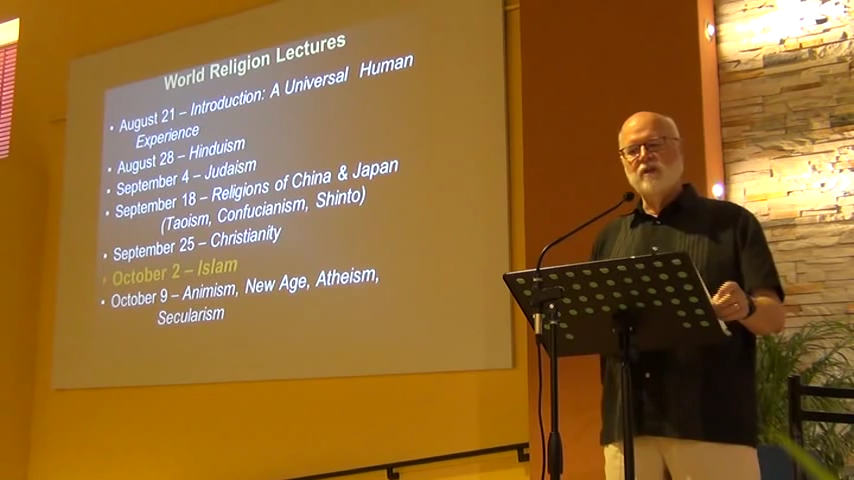 World Religion Lectures
• August 21 – Introduction: A Universal Human
Experience
• August 28 – Hinduism
• September 4 – Judaism
• September 18 – Religions of China & Japan
(Taoism, Confucianism, Shinto)
• September 25 – Christianity
• October 2 – Islam
• October 9 – Animism, New Age, Atheism,
Secularism